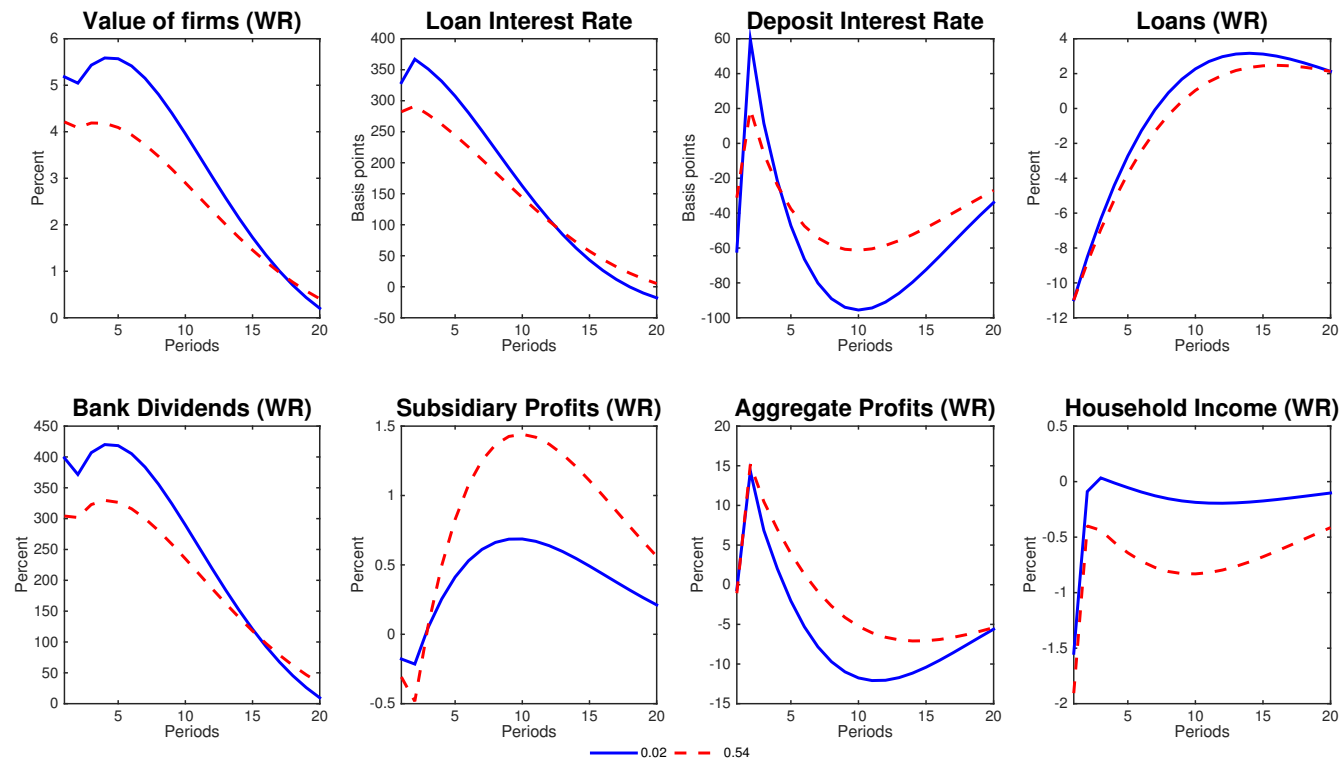 Value of firms (WR)
Loan Interest Rate
Deposit Interest Rate
Loans (WR)
6
5
4
3
2
1
0
Percent
5 10 15 20
Periods
400
350
300
250
200
150
100
50
0
-50
Basis points
5 10 15 20
Periods
60
40
20
0
-20
-40
-60
-80
-100
Basis points
5 10 15 20
Periods
4
2
0
-2
-4
-6
-8
-10
-12
Percent
5 10 15 20
Periods
Bank Dividends (WR)
Subsidiary Profits (WR)
Aggregate Profits (WR)
Household Income (WR)
450
400
350
300
250
200
150
100
50
0
Percent
5 10 15 20
Periods
1.5
1
0.5
0
-0.5
Percent
5 10 15 20
Periods
20
15
10
5
0
-5
-10
-15
Percent
5 10 15 20
Periods
0.5
0
-0.5
-1
-1.5
-2
Percent
5 10 15 20
Periods
0.02 0.54